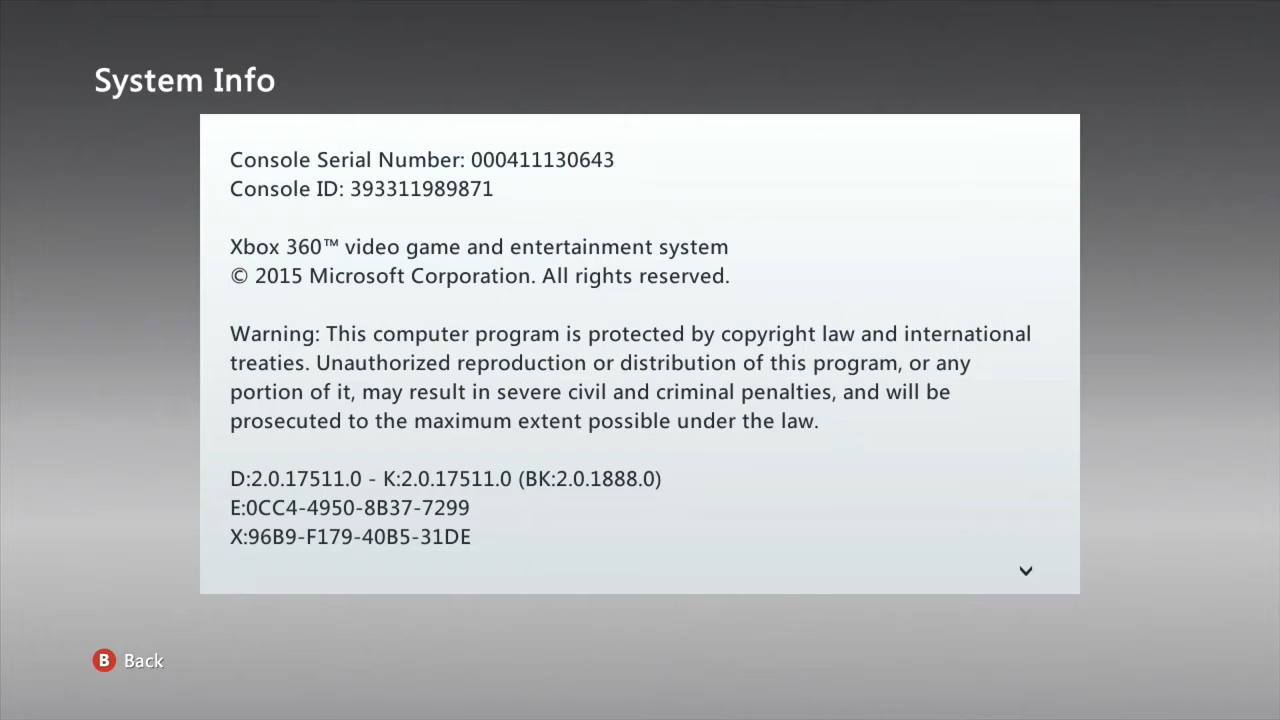 System Info
Console Serial Number: 000411130643
Console ID: 393311989871
Xbox 360™ video game and entertainment system
© 2015 Microsoft Corporation. All rights reserved.
Warning: This computer program is protected by copyright law and international
treaties. Unauthorized reproduction or distribution of this program, or any
portion of it, may result in severe civil and criminal penalties, and will be
prosecuted to the maximum extent possible under the law.
D:2.0.17511.0 - K:2.0.17511.0 (BK:2.0.1888.0)
E:0CC4-4950-8B37-7299
X:96B9-F179-40B5-31DE
B Back